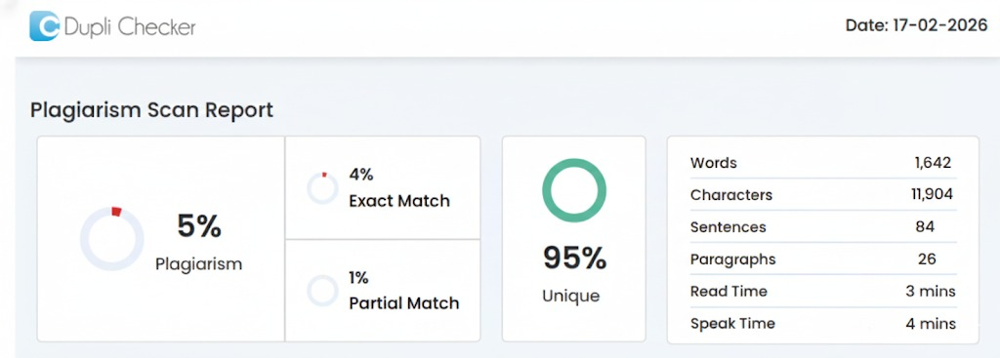 Dupli Checker
Date: 17-02-2026
Plagiarism Scan Report
5%
Plagiarism
4%
Exact Match
1%
Partial Match
95%
Unique
Words 1,642
Characters 11,904
Sentences 84
Paragraphs 26
Read Time 3 mins
Speak Time 4 mins